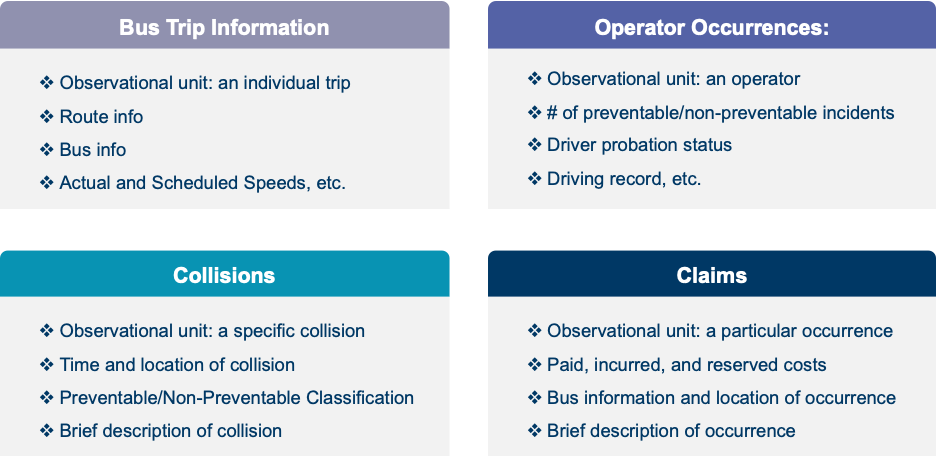 Bus Trip Information
❖ Observational unit: an individual trip
❖ Route info
❖ Bus info
❖ Actual and Scheduled Speeds, etc.
Operator Occurrences:
❖ Observational unit: an operator
❖ # of preventable/non-preventable incidents
❖ Driver probation status
❖ Driving record, etc.
Collisions
❖ Observational unit: a specific collision
❖ Time and location of collision
❖ Preventable/Non-Preventable Classification
❖ Brief description of collision
Claims
❖ Observational unit: a particular occurrence
❖ Paid, incurred, and reserved costs
❖ Bus information and location of occurrence
❖ Brief description of occurrence